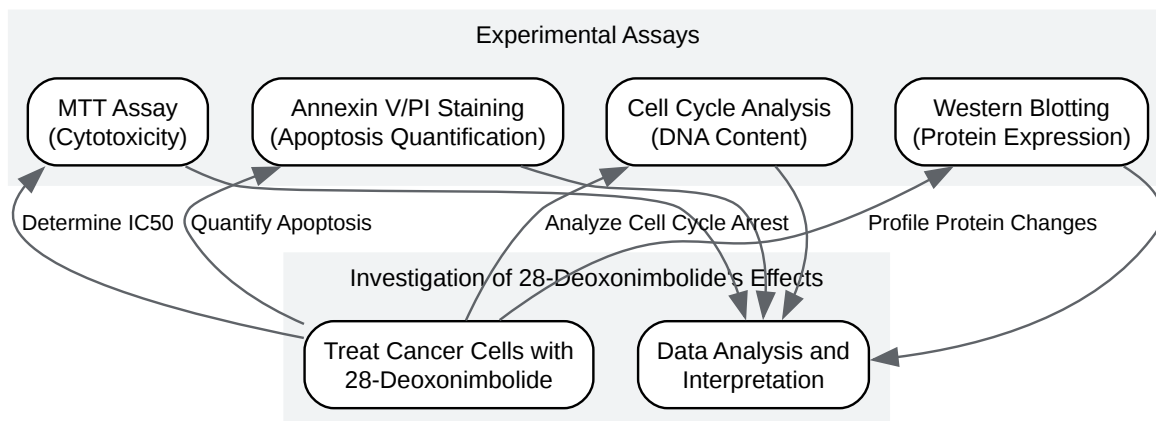 Experimental Assays
MTT Assay
(Cytotoxicity)
Annexin V/PI Staining
(Apoptosis Quantification)
Cell Cycle Analysis
(DNA Content)
Western Blotting
(Protein Expression)
Determine IC50
Quantify Apoptosis
Analyze Cell Cycle Arrest
Profile Protein Changes
Investigation of 28-Deoxonimbolide's Effects
Treat Cancer Cells with
28-Deoxonimbolide
Data Analysis and
Interpretation